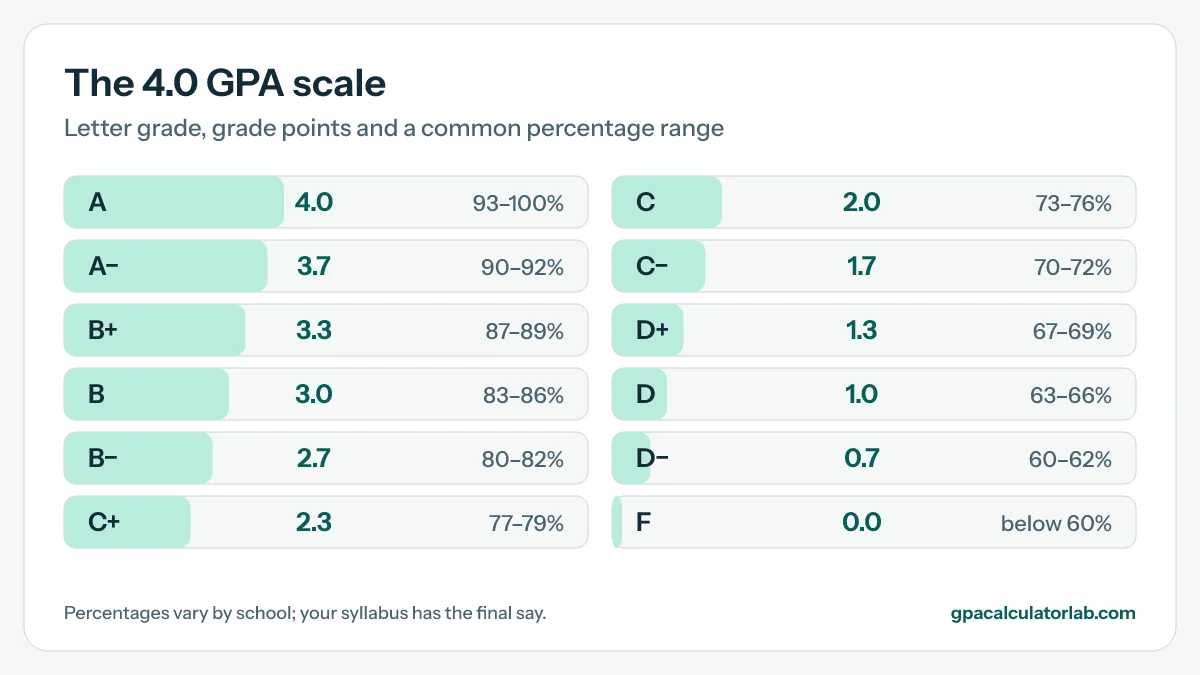 The 4.0 GPA scale
Letter grade, grade points and a common percentage range
A 4.0 93–100%
A− 3.7 90–92%
B+ 3.3 87–89%
B 3.0 83–86%
B− 2.7 80–82%
C+ 2.3 77–79%
C 2.0 73–76%
C− 1.7 70–72%
D+ 1.3 67–69%
D 1.0 63–66%
D− 0.7 60–62%
F 0.0 below 60%
Percentages vary by school; your syllabus has the final say.
gpacalculatorlab.com